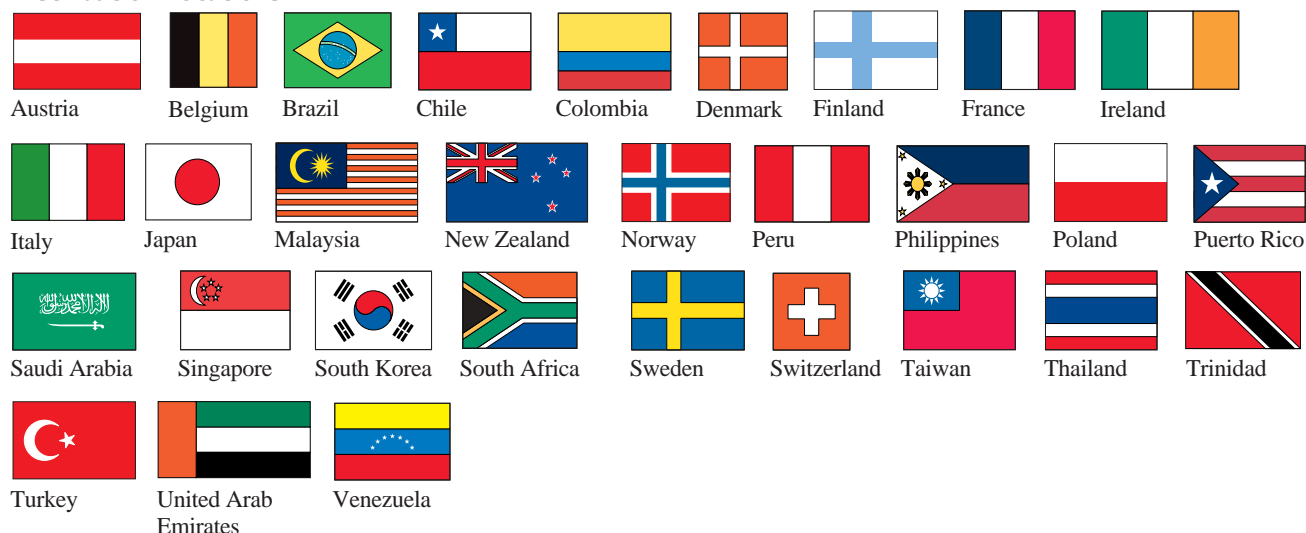 Austria Belgium Brazil Chile Colombia Denmark Finland France Ireland
Italy Japan Malaysia New Zealand Norway Peru Philippines Poland Puerto Rico
Saudi Arabia Singapore South Korea South Africa Sweden Switzerland Taiwan Thailand Trinidad
Turkey United Arab Venezuela
Emirates